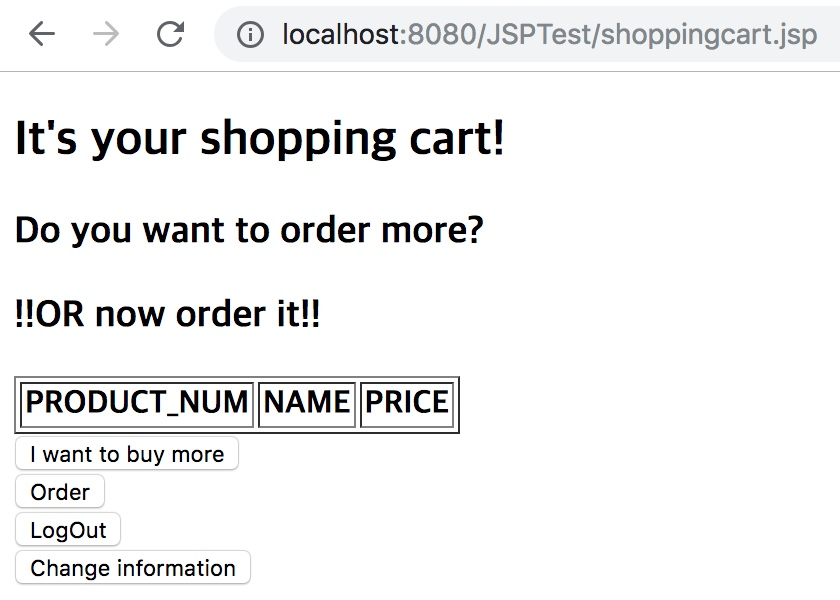 localhost:8080/JSPTest/shoppingcart.jsp
It's your shopping cart!
Do you want to order more?
!!OR now order it!!
PRODUCT_NUM NAME PRICE
I want to buy more
Order
LogOut
Change information